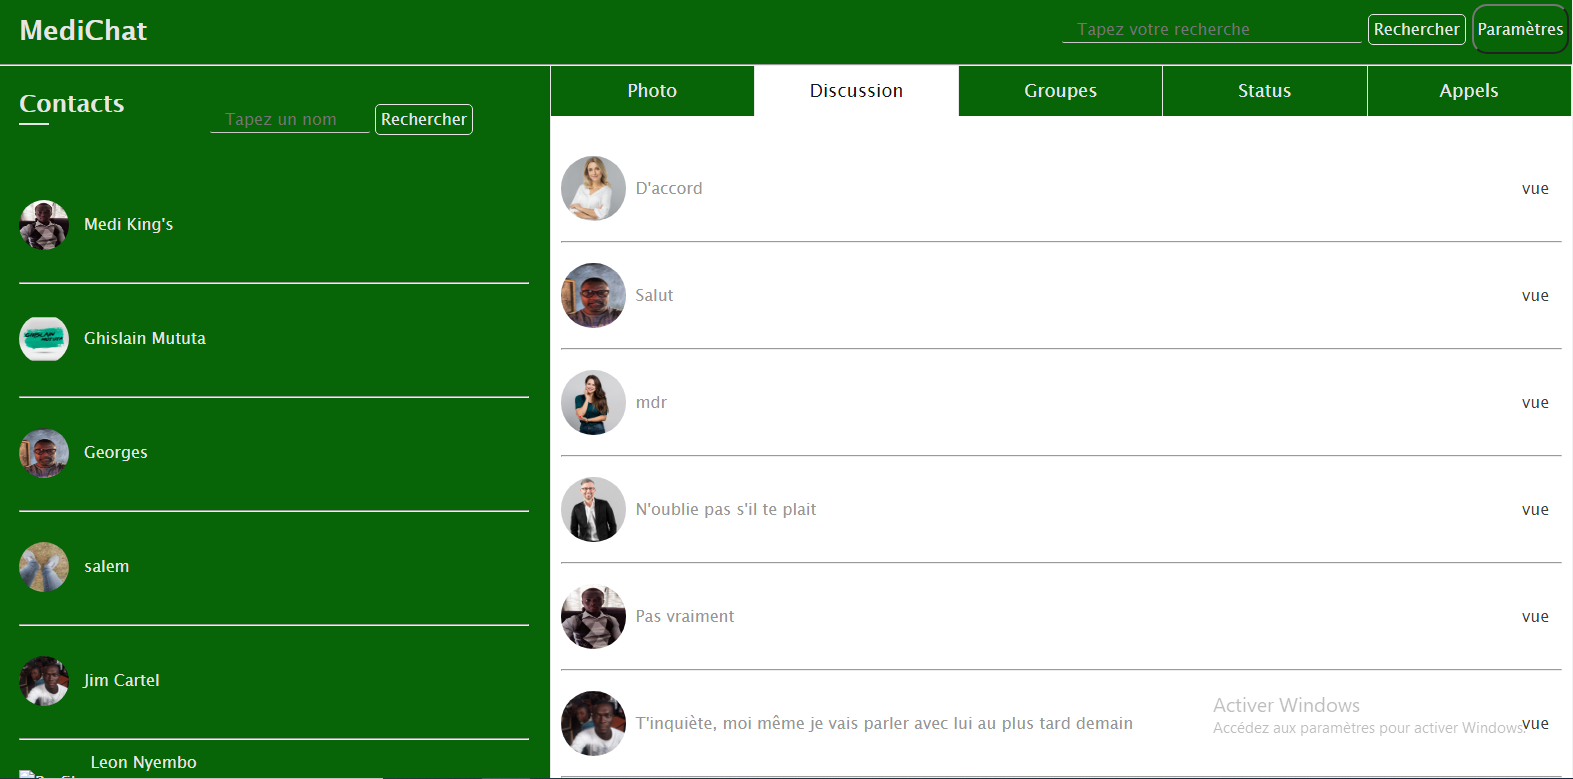 MediChat
Tapez votre recherche
Rechercher
Paramètres
Contacts
Tapez un nom
Rechercher
Medi King's
Ghislain Mututa
Georges
salem
Jim Cartel
Leon Nyembo
Photo
Discussion
Groupes
Status
Appels
D'accord
vue
Salut
vue
mdr
vue
N'oublie pas s'il te plait
vue
Pas vraiment
vue
T'inquiète, moi même je vais parler avec lui au plus tard demain
vue
Activer Windows
Accédez aux paramètres pour activer Windows.